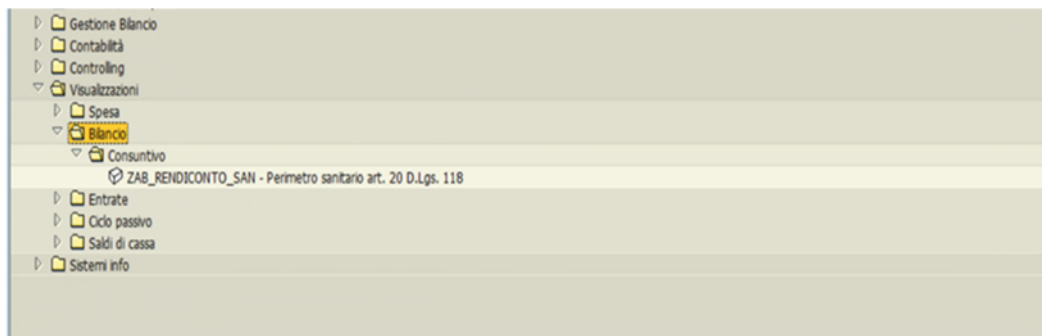 Gestione Bilancio
Contabilità
Controlling
Visualizzazioni
Spesa
Bilancio
Consuntivo
ZAB_RENDICONTO_SAN - Perimetro sanitario art. 20 D.Lgs. 118
Entrate
Ciclo passivo
Saldi di cassa
Sistemi info